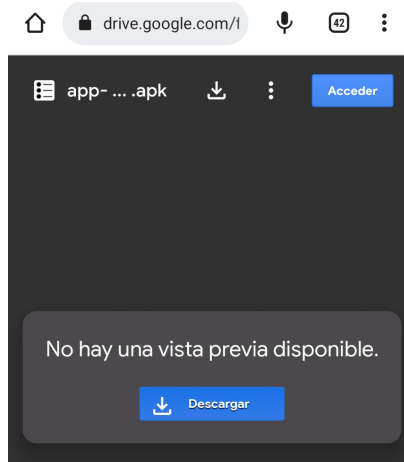 drive.google.com/f
42
app- ... .apk
Acceder
No hay una vista previa disponible.
Descargar